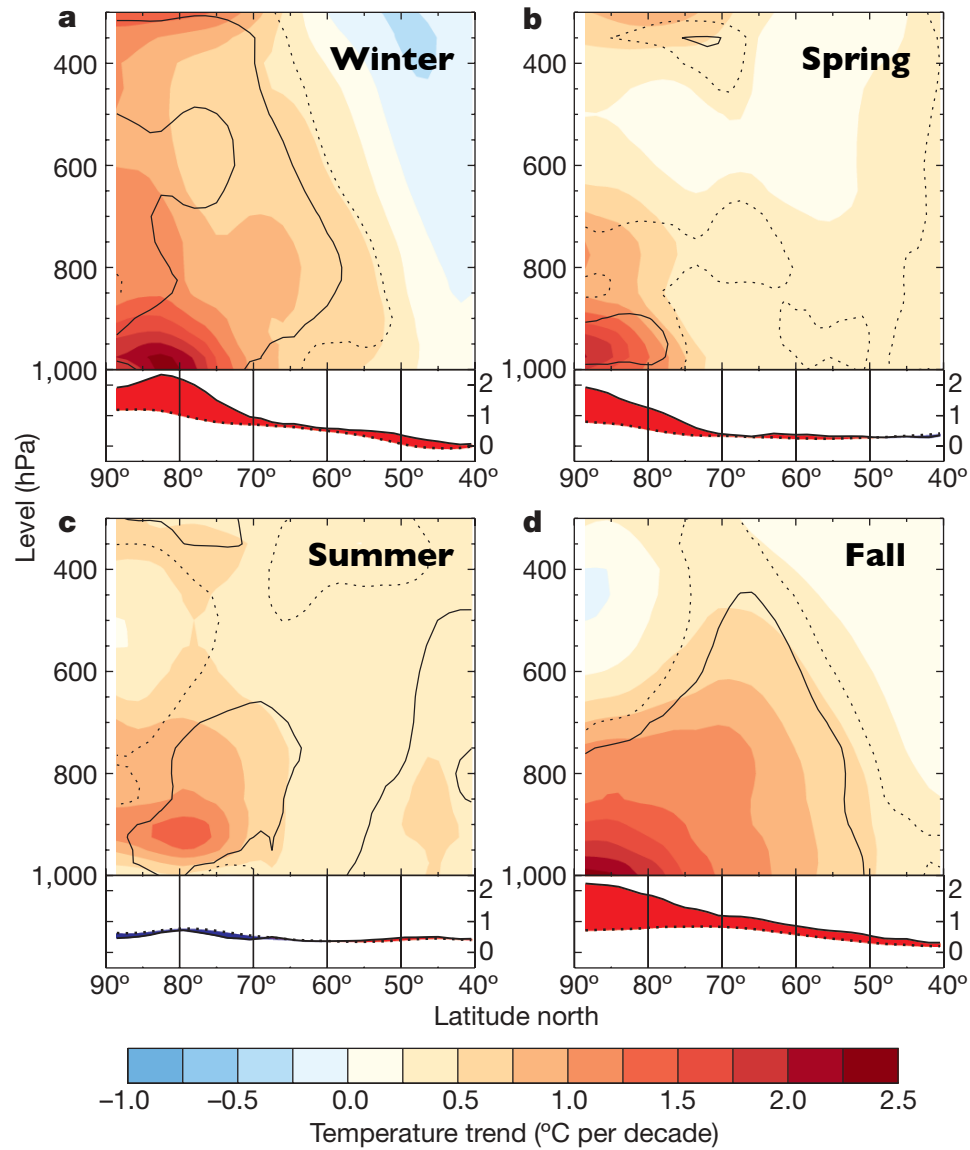 a b
Winter Spring
400 400
600 600
800 800
1,000 1,000
2 2
1 1
0 0
90º 80º 70º 60º 50º 40º 90º 80º 70º 60º 50º 40º
Level (hPa)
c d
Summer Fall
400 400
600 600
800 800
1,000 1,000
2 2
1 1
0 0
90º 80º 70º 60º 50º 40º 90º 80º 70º 60º 50º 40º
Latitude north
−1.0 −0.5 0.0 0.5 1.0 1.5 2.0 2.5
Temperature trend (ºC per decade)